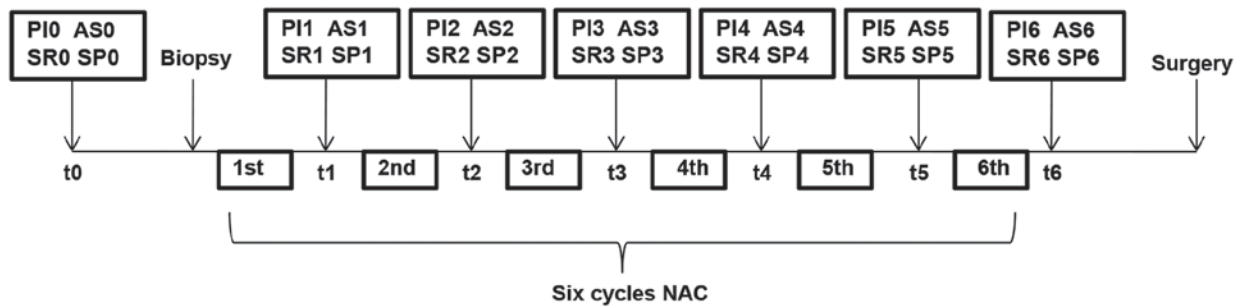 PI0 AS0
SR0 SP0
Biopsy
PI1 AS1
SR1 SP1
PI2 AS2
SR2 SP2
PI3 AS3
SR3 SP3
PI4 AS4
SR4 SP4
PI5 AS5
SR5 SP5
PI6 AS6
SR6 SP6
Surgery
t0
1st
t1
2nd
t2
3rd
t3
4th
t4
5th
t5
6th
t6
Six cycles NAC